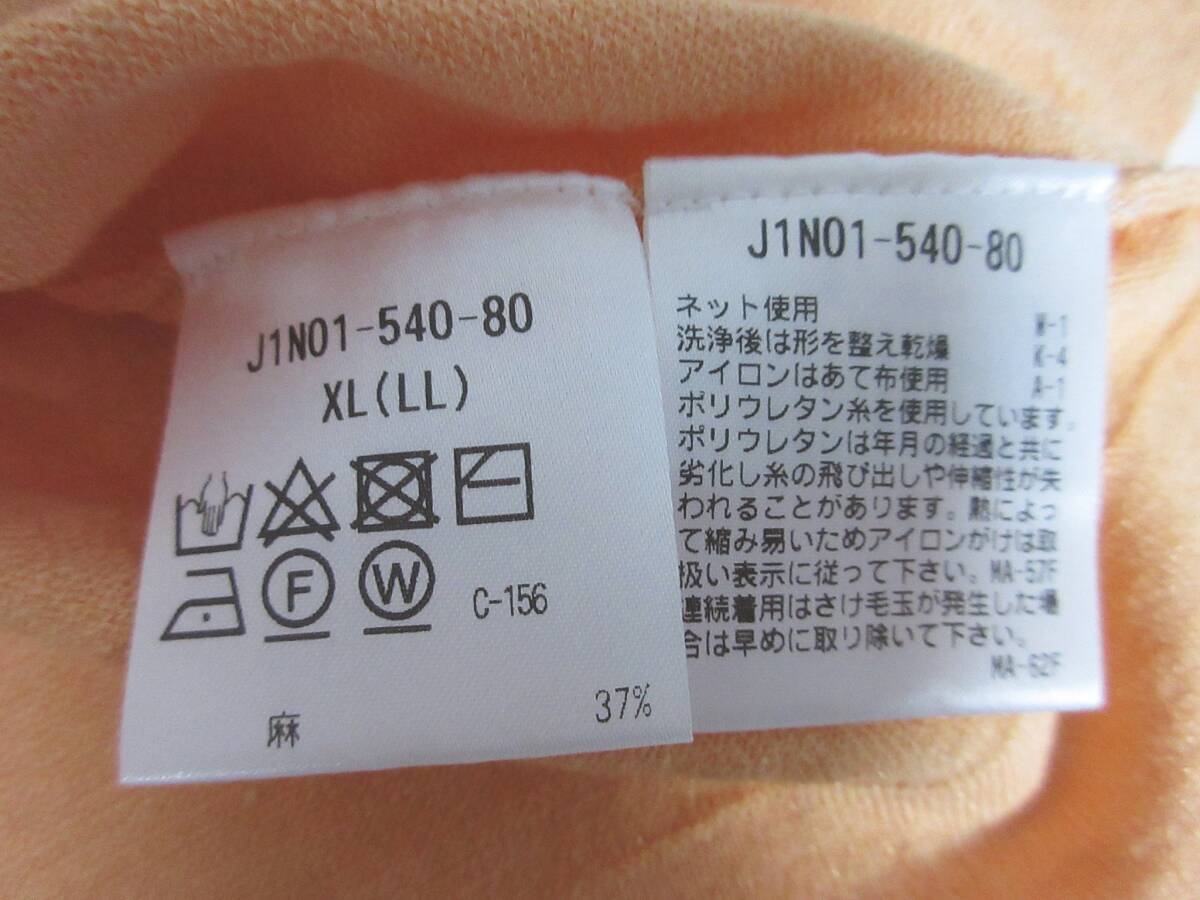 J1N01-540-80
XL(LL)
F W C-156
麻 37%
J1N01-540-80
ネット使用 W-1
洗浄後は形を整え乾燥 K-4
アイロンはあて布使用 A-1
ポリウレタン糸を使用しています。
ポリウレタンは年月の経過と共に
劣化し糸の飛び出しや伸縮性が失
われることがあります。熱によっ
て縮み易いためアイロンがけは取
扱い表示に従って下さい。MA-57F
連続着用はさけ毛玉が発生した場
合は早めに取り除いて下さい。
MA-62F